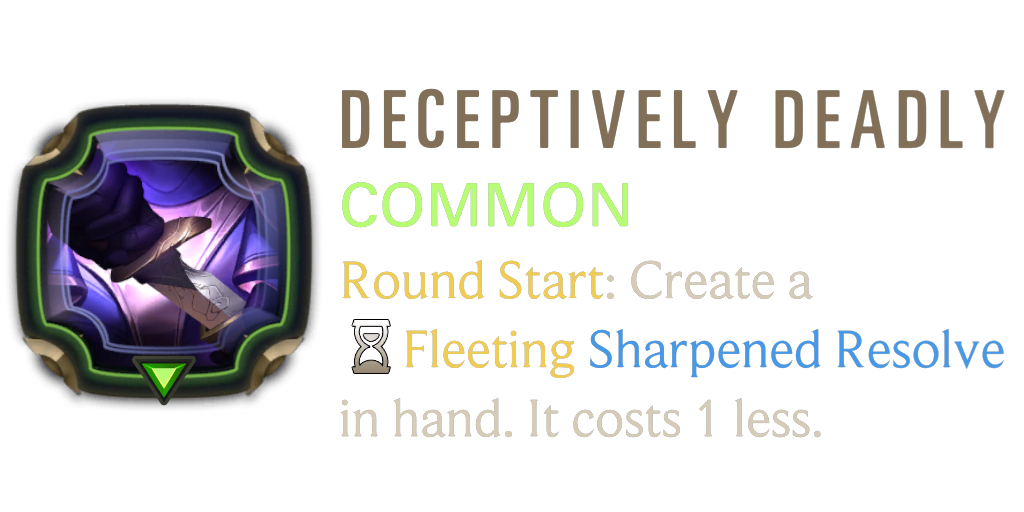 DECEPTIVELY DEADLY
COMMON
Round Start: Create a
Fleeting Sharpened Resolve
in hand. It costs 1 less.